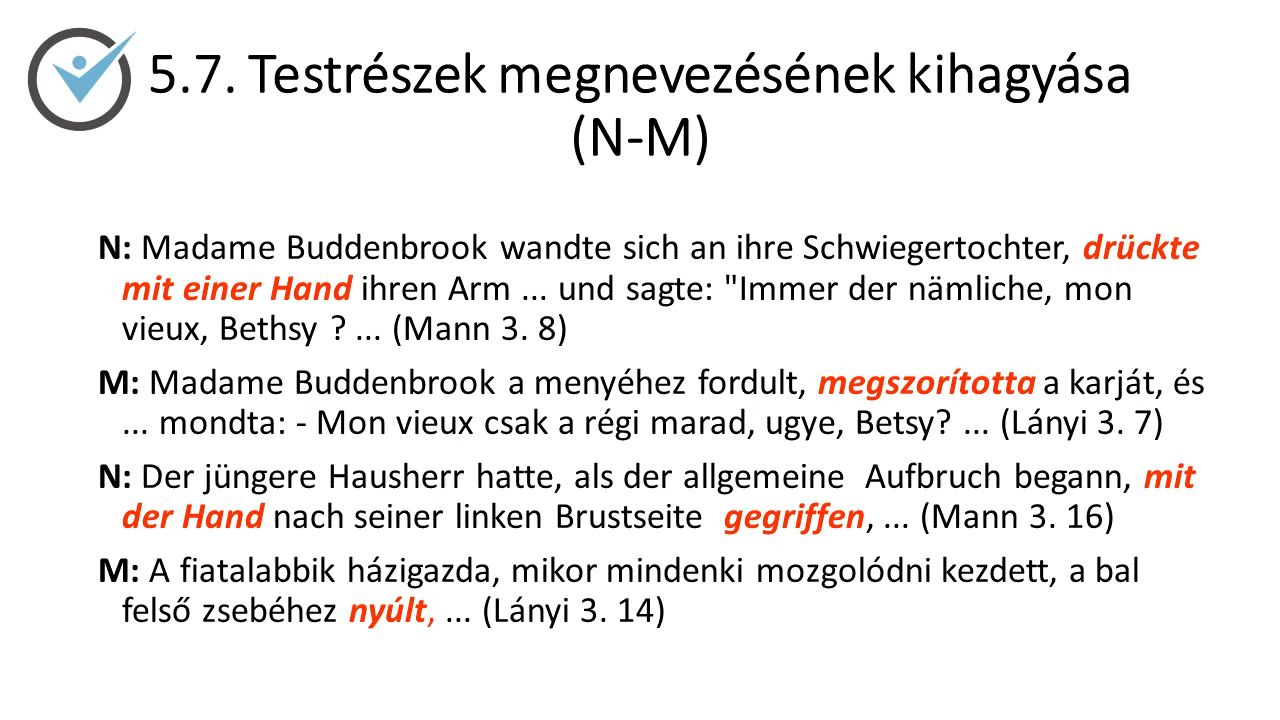 5.7. Testrészek megnevezésének kihagyása
(N-M)
N: Madame Buddenbrook wandte sich an ihre Schwiegertochter, drückte
mit einer Hand ihren Arm ... und sagte: "Immer der nämliche, mon
vieux, Bethsy ? ... (Mann 3. 8)
M: Madame Buddenbrook a menyéhez fordult, megszorította a karját, és
... mondta: - Mon vieux csak a régi marad, ugye, Betsy? ... (Lányi 3. 7)
N: Der jüngere Hausherr hatte, als der allgemeine Aufbruch begann, mit
der Hand nach seiner linken Brustseite gegriffen, ... (Mann 3. 16)
M: A fiatalabbik házigazda, mikor mindenki mozgolódni kezdett, a bal
felső zsebéhez nyúlt, ... (Lányi 3. 14)